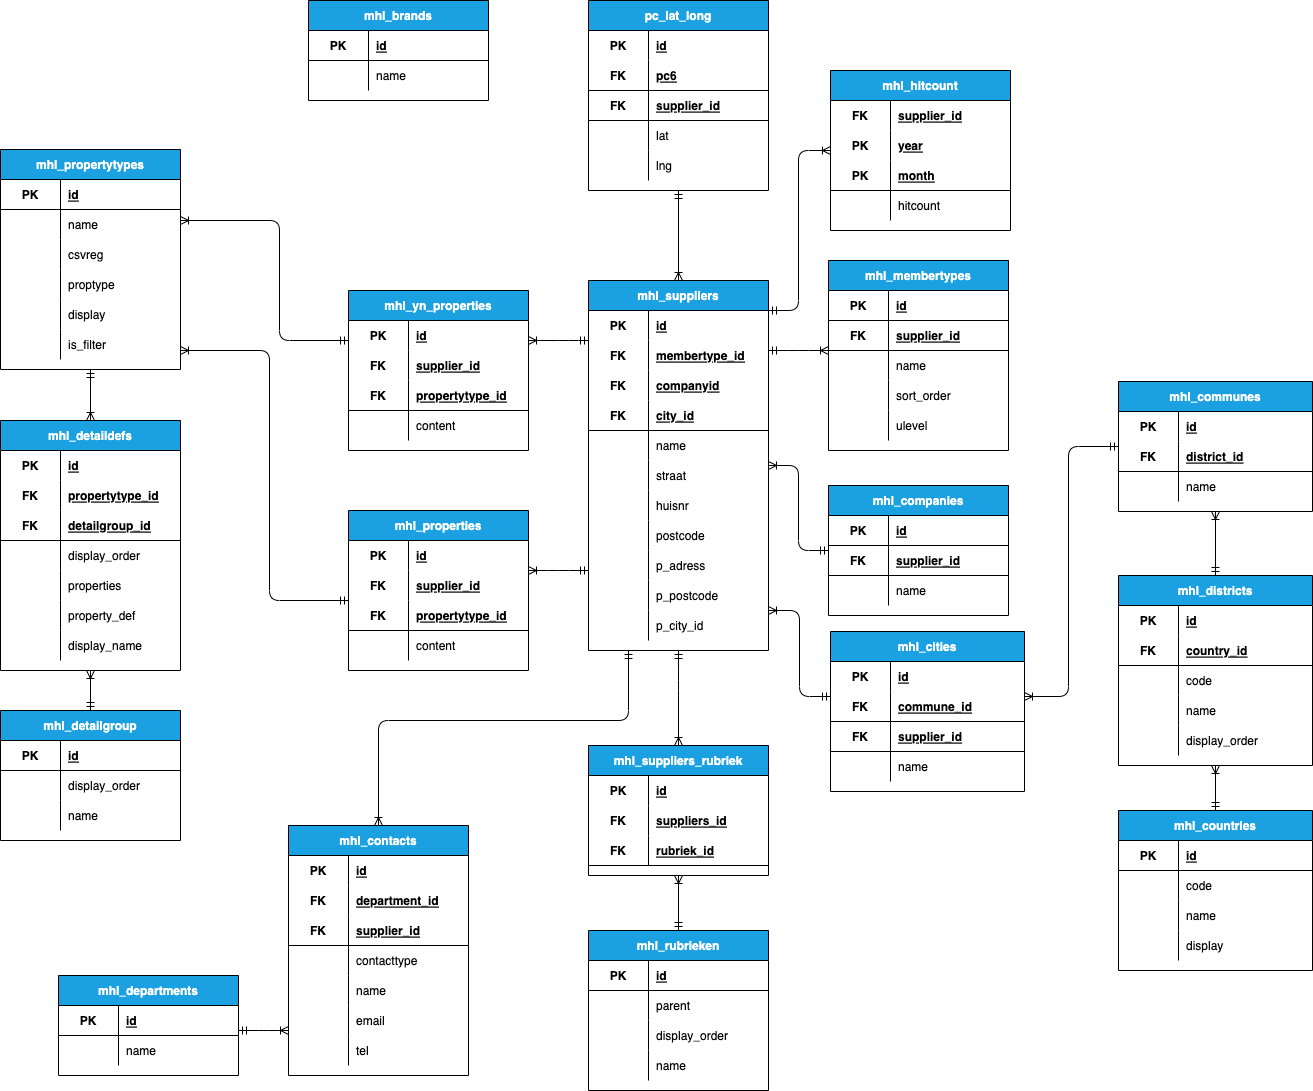 mhl_brands
PK id
name
pc_lat_long
PK id
FK pc6
FK supplier_id
lat
lng
mhl_hitcount
FK supplier_id
PK year
PK month
hitcount
mhl_propertytypes
PK id
name
csvreg
proptype
display
is_filter
mhl_yn_properties
PK id
FK supplier_id
FK propertytype_id
content
mhl_suppliers
PK id
FK membertype_id
FK companyid
FK city_id
name
straat
huisnr
postcode
p_adress
p_postcode
p_city_id
mhl_membertypes
PK id
FK supplier_id
name
sort_order
ulevel
mhl_communes
PK id
FK district_id
name
mhl_detaildefs
PK id
FK propertytype_id
FK detailgroup_id
display_order
properties
property_def
display_name
mhl_properties
PK id
FK supplier_id
FK propertytype_id
content
mhl_companies
PK id
FK supplier_id
name
mhl_districts
PK id
FK country_id
code
name
display_order
mhl_cities
PK id
FK commune_id
FK supplier_id
name
mhl_detailgroup
PK id
display_order
name
mhl_suppliers_rubriek
PK id
FK suppliers_id
FK rubriek_id
mhl_countries
PK id
code
name
display
mhl_contacts
PK id
FK department_id
FK supplier_id
contacttype
name
email
tel
mhl_rubrieken
PK id
parent
display_order
name
mhl_departments
PK id
name